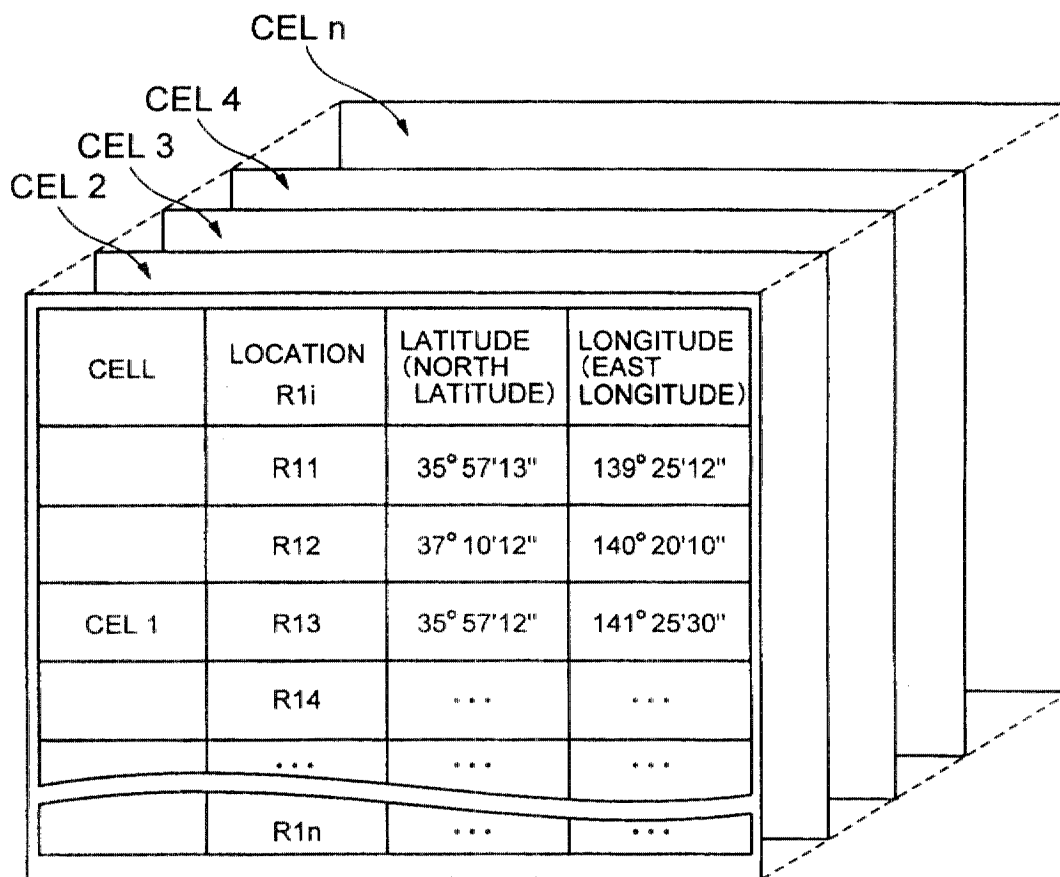 CEL n
CEL 4
CEL 3
CEL 2
CELL
LOCATION
R1i
LATITUDE
(NORTH
LATITUDE)
LONGITUDE
(EAST
LONGITUDE)
R11 35° 57'13" 139° 25'12"
R12 37° 10'12" 140° 20'10"
CEL 1 R13 35° 57'12" 141° 25'30"
R14 ... ...
... ... ...
R1n ... ...